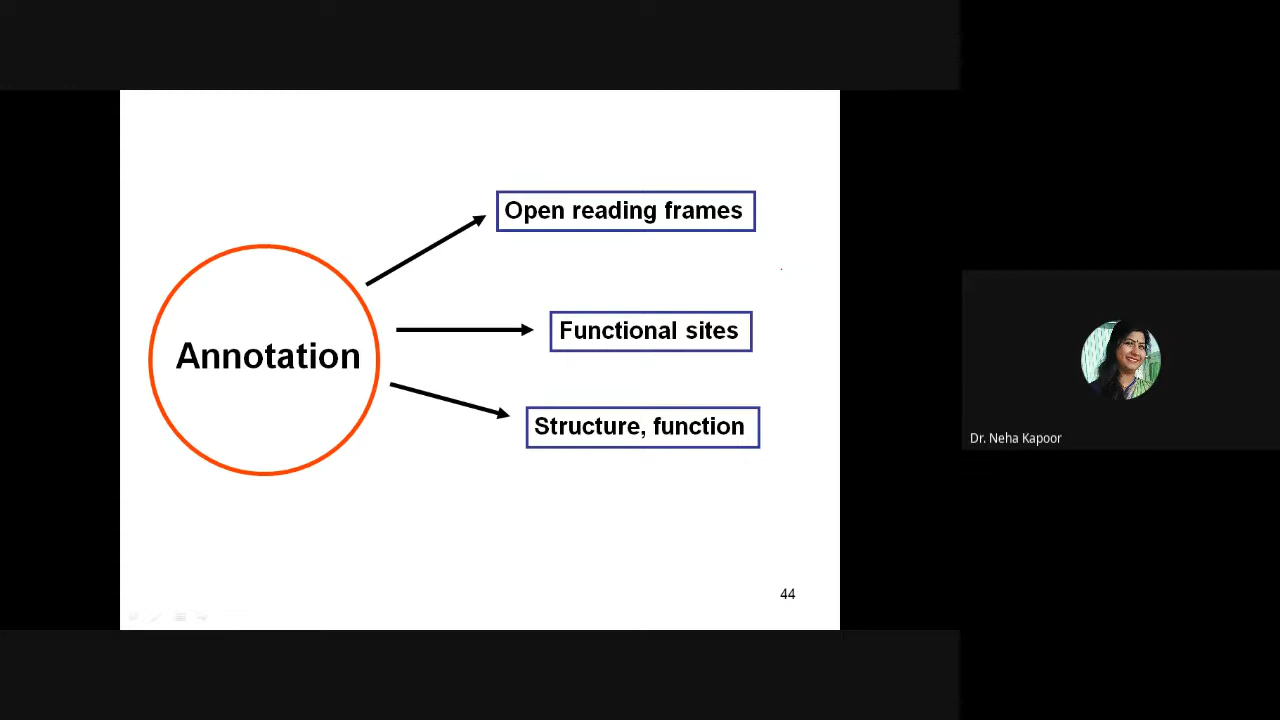 Open reading frames
Functional sites
Annotation
Structure, function
Dr. Neha Kapoor
44